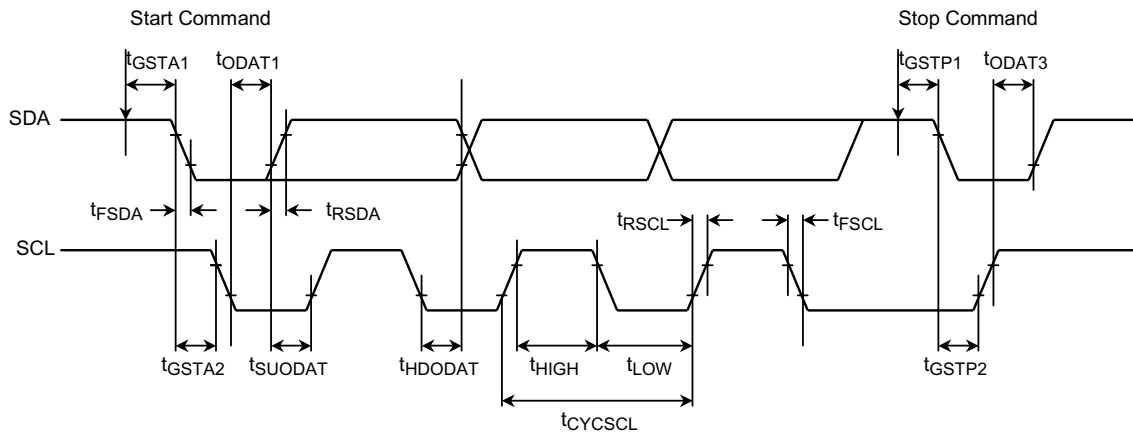 Start Command
Stop Command
tGSTA1
tODAT1
tGSTP1
tODAT3
SDA
tFSDA
tRSDA
tRSCL
tFSCL
SCL
tGSTA2
tSUODAT
tHDODAT
tHIGH
tLOW
tGSTP2
tCYCSCL